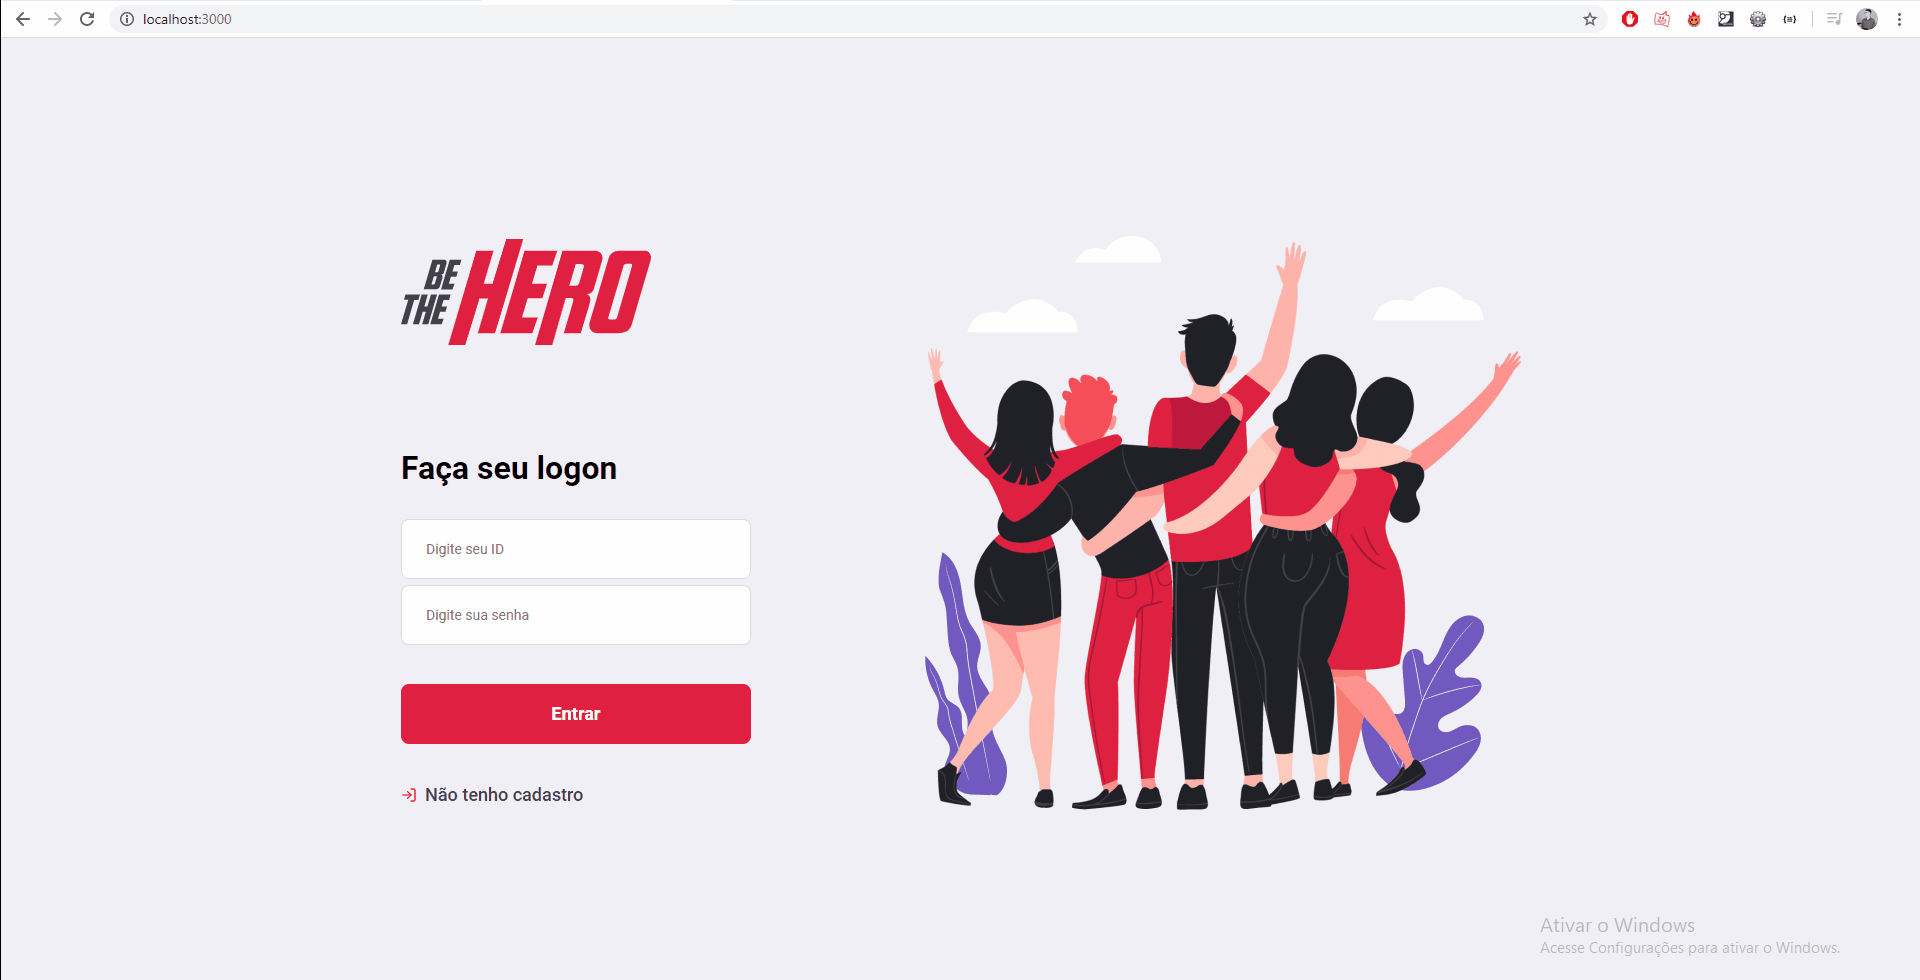 localhost:3000
BE
THE
HERO
Faça seu logon
Digite seu ID
Digite sua senha
Entrar
Não tenho cadastro
Ativar o Windows
Acesse Configurações para ativar o Windows.